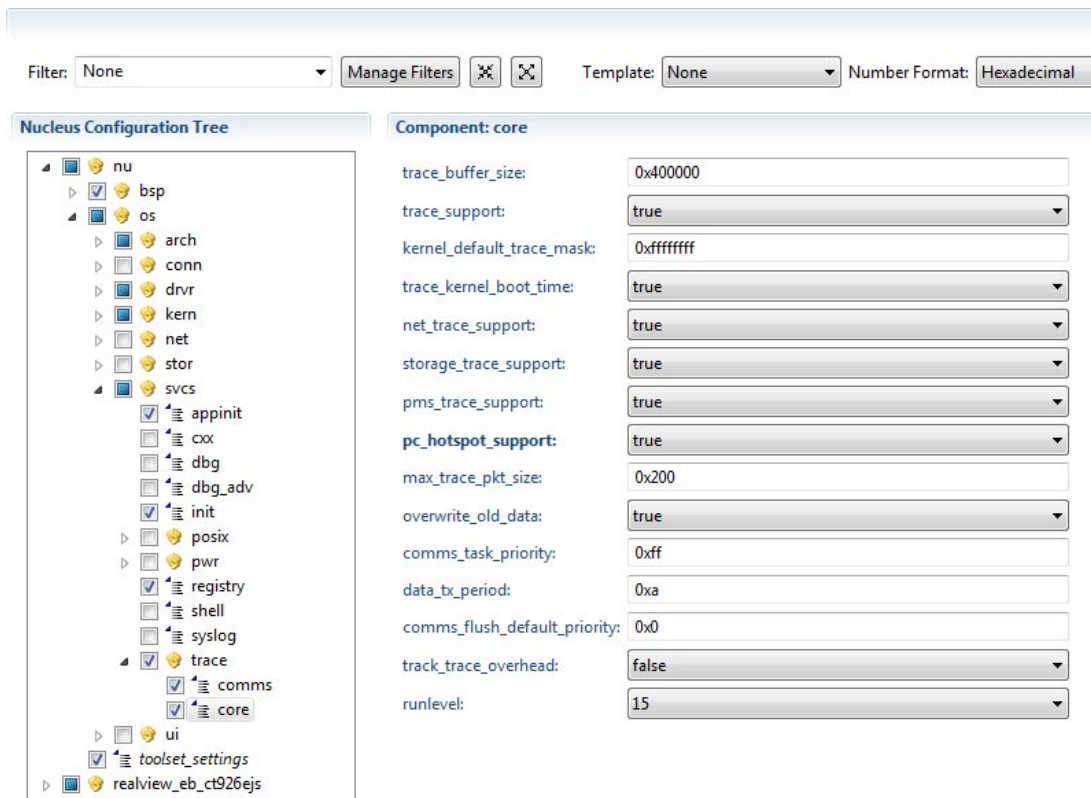 Filter: None Manage Filters Template: None Number Format: Hexadecimal
Nucleus Configuration Tree
nu
bsp
os
arch
conn
drvr
kern
net
stor
svcs
appinit
cxx
dbg
dbg_adv
init
posix
pwr
registry
shell
syslog
trace
comms
core
ui
toolset_settings
realview_eb_ct926ejs
Component: core
trace_buffer_size: 0x400000
trace_support: true
kernel_default_trace_mask: 0xffffffff
trace_kernel_boot_time: true
net_trace_support: true
storage_trace_support: true
pms_trace_support: true
pc_hotspot_support: true
max_trace_pkt_size: 0x200
overwrite_old_data: true
comms_task_priority: 0xff
data_tx_period: 0xa
comms_flush_default_priority: 0x0
track_trace_overhead: false
runlevel: 15